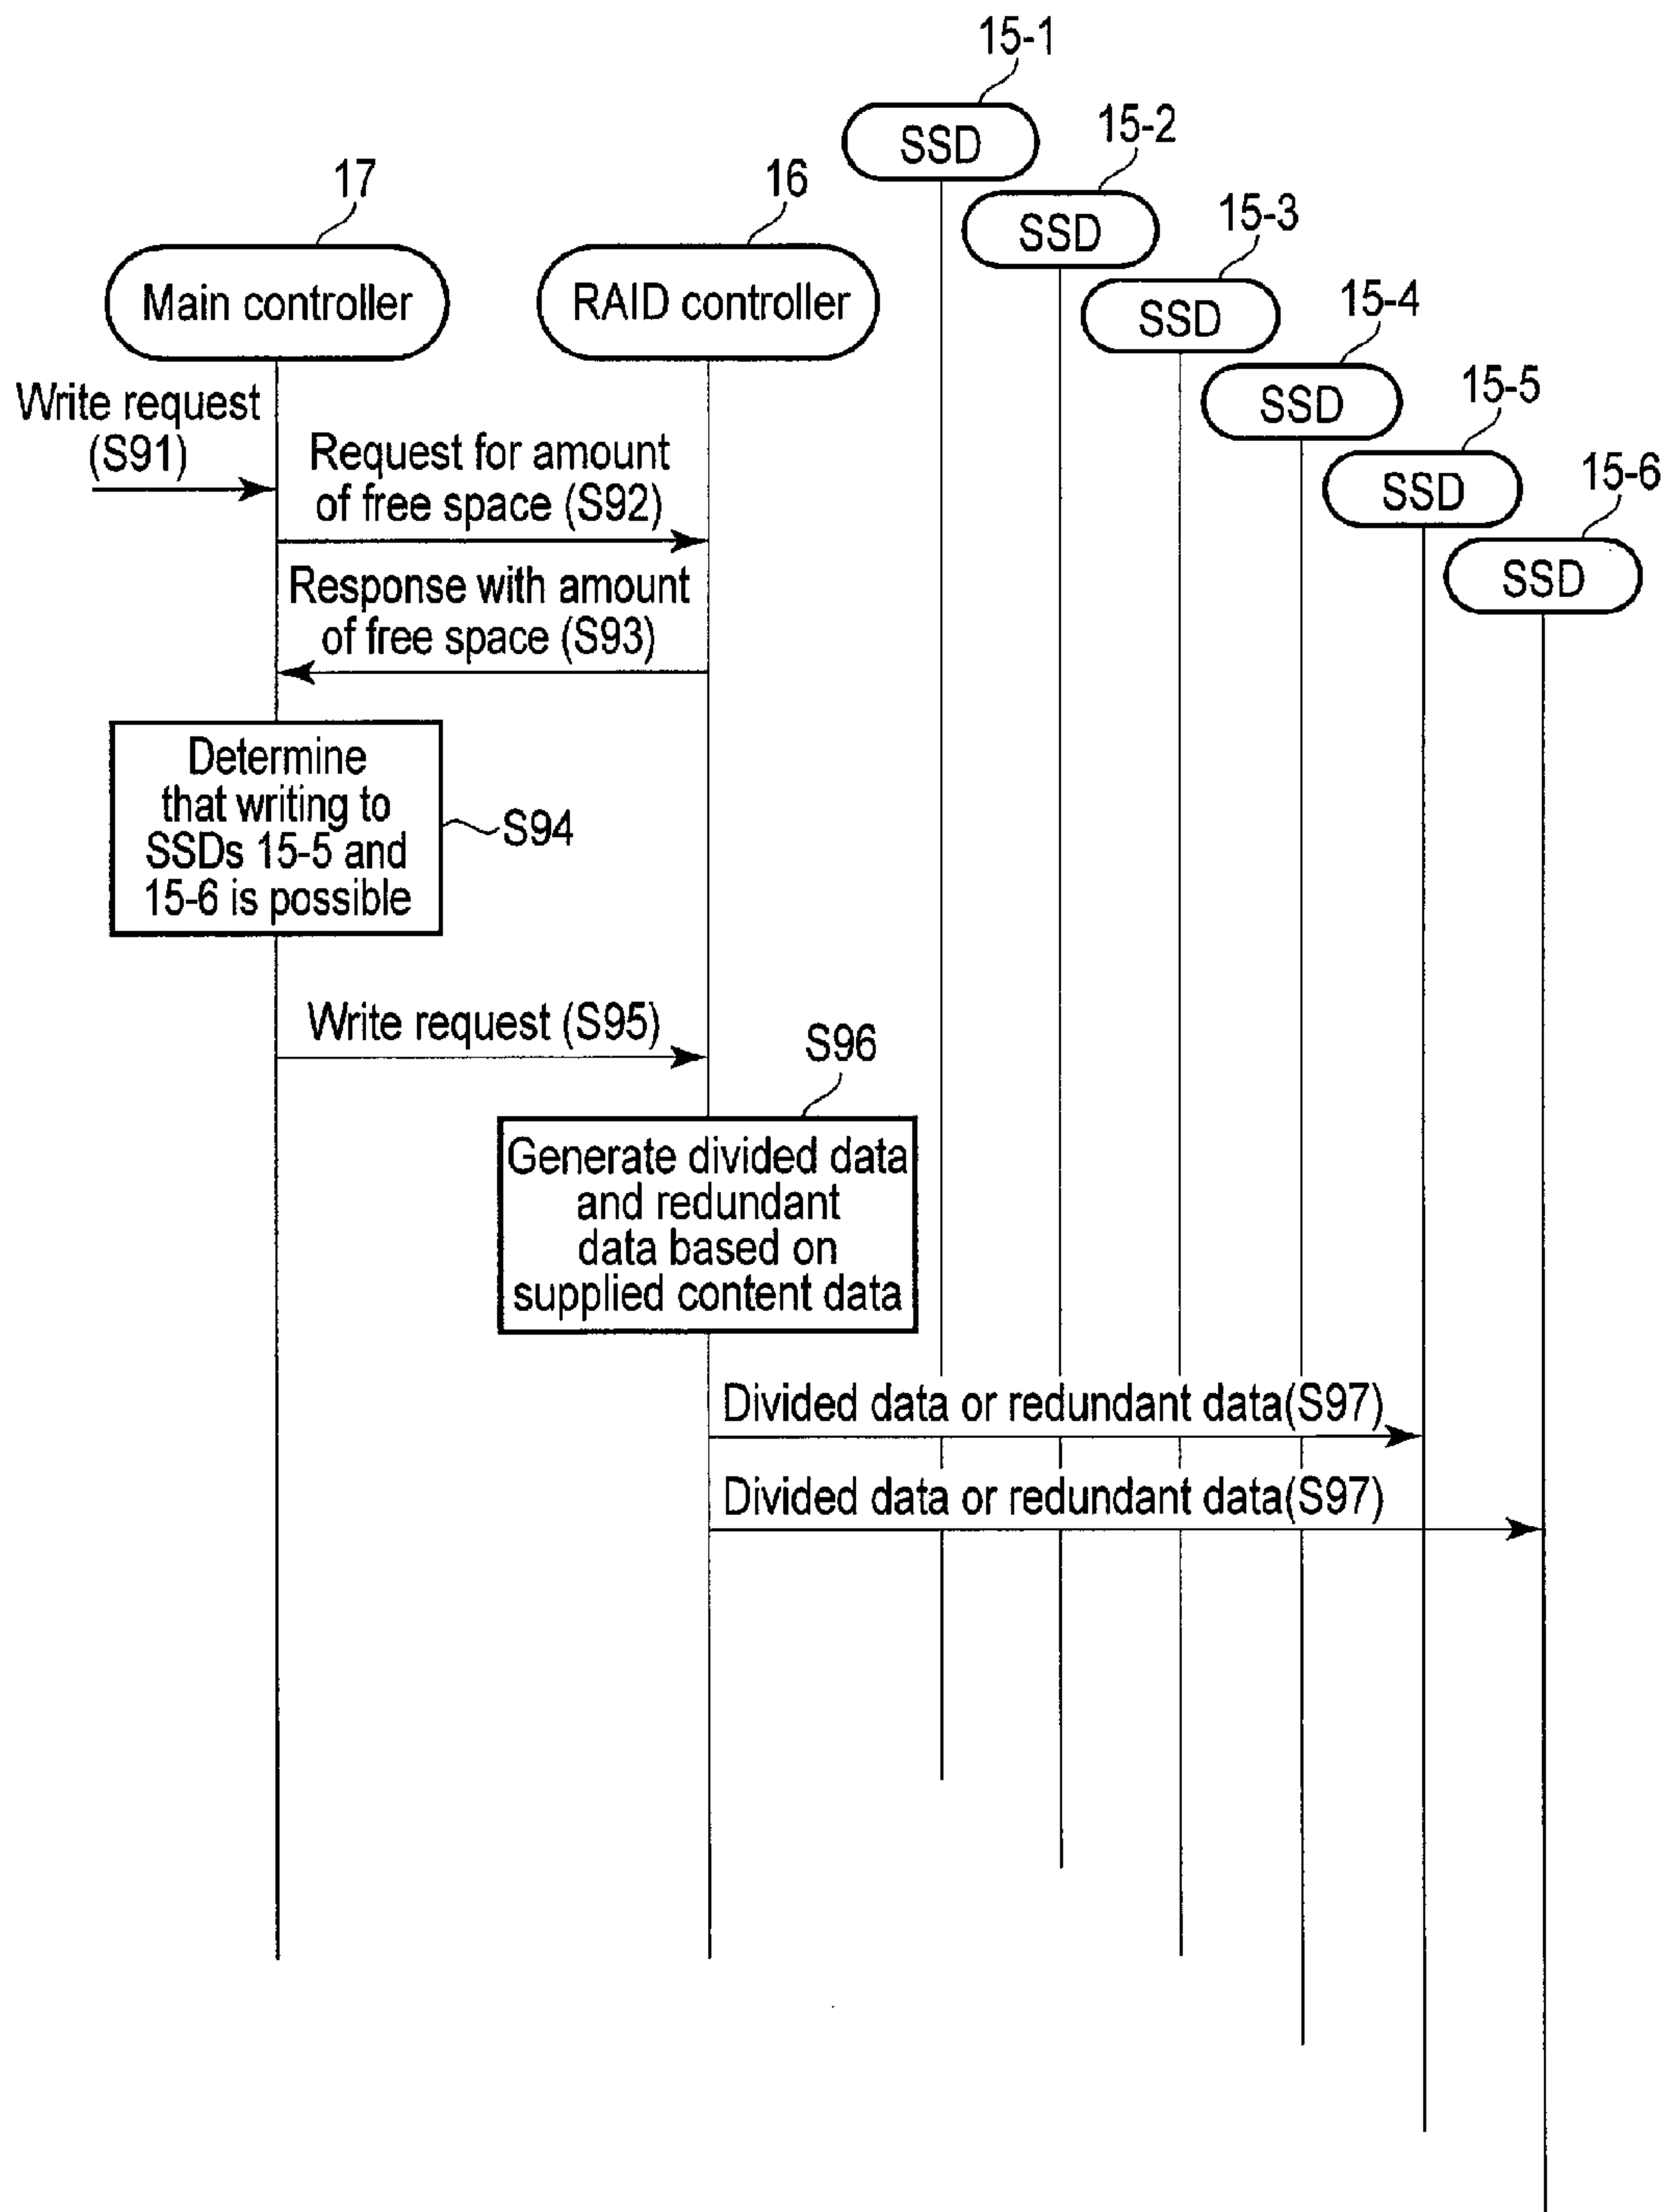 15-1
SSD
15-2
SSD
15-3
SSD
15-4
SSD
15-5
SSD
15-6
SSD
17
Main controller
16
RAID controller
Write request
(S91)
Request for amount
of free space (S92)
Response with amount
of free space (S93)
Determine
that writing to
SSDs 15-5 and
15-6 is possible
S94
Write request (S95)
S96
Generate divided data
and redundant
data based on
supplied content data
Divided data or redundant data(S97)
Divided data or redundant data(S97)